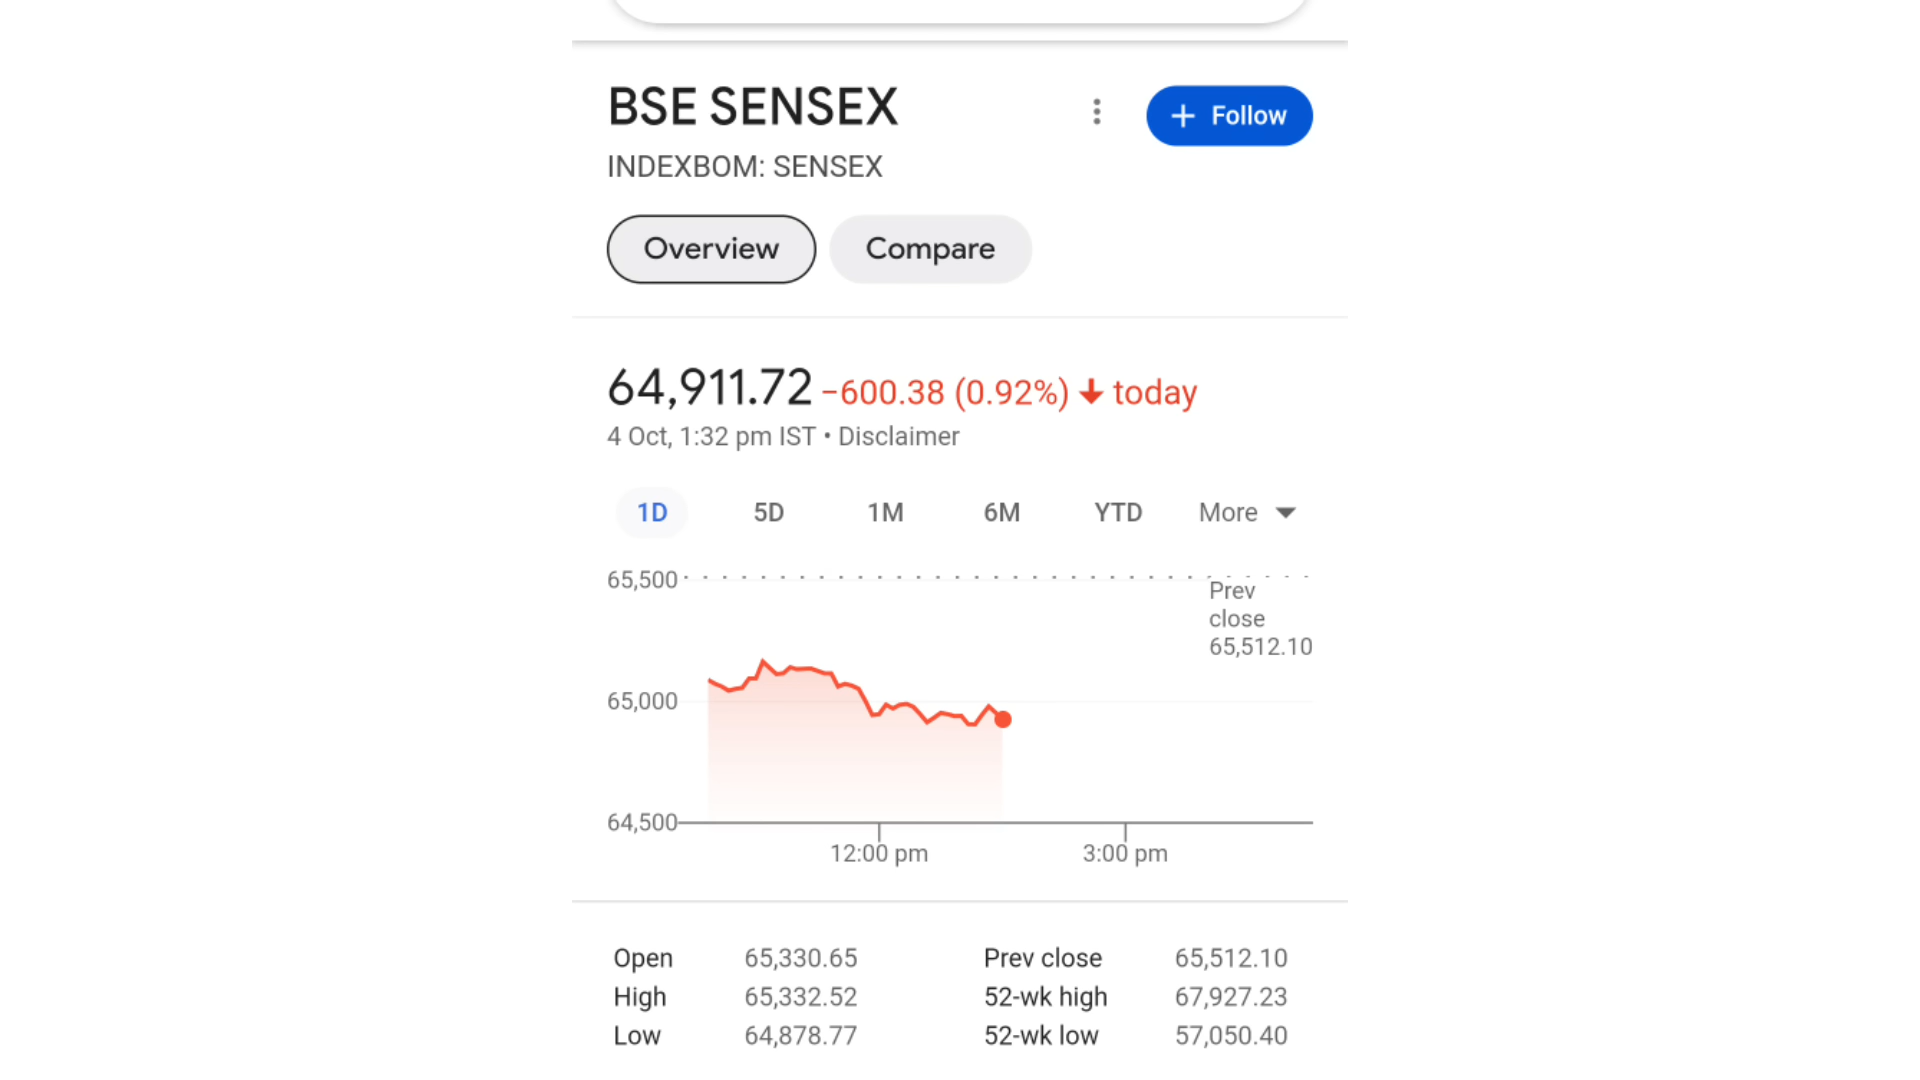 BSE SENSEX
+ Follow
INDEXBOM: SENSEX
Overview Compare
64,911.72 −600.38 (0.92%) ↓ today
4 Oct, 1:32 pm IST • Disclaimer
1D 5D 1M 6M YTD More
65,500
Prev
close
65,512.10
65,000
64,500
12:00 pm 3:00 pm
Open 65,330.65 Prev close 65,512.10
High 65,332.52 52-wk high 67,927.23
Low 64,878.77 52-wk low 57,050.40